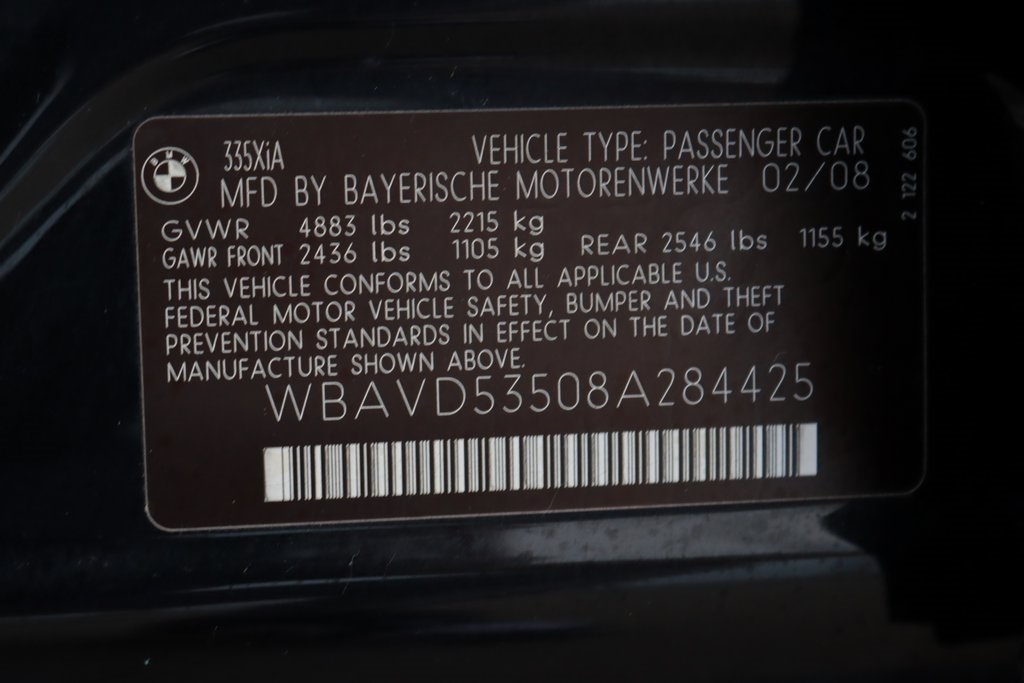 BMW
335XiA VEHICLE TYPE: PASSENGER CAR
MFD BY BAYERISCHE MOTORENWERKE 02/08
GVWR 4883 lbs 2215 kg
GAWR FRONT 2436 lbs 1105 kg REAR 2546 lbs 1155 kg
THIS VEHICLE CONFORMS TO ALL APPLICABLE U.S.
FEDERAL MOTOR VEHICLE SAFETY, BUMPER AND THEFT
PREVENTION STANDARDS IN EFFECT ON THE DATE OF
MANUFACTURE SHOWN ABOVE.
WBAVD53508A284425
2 122 606